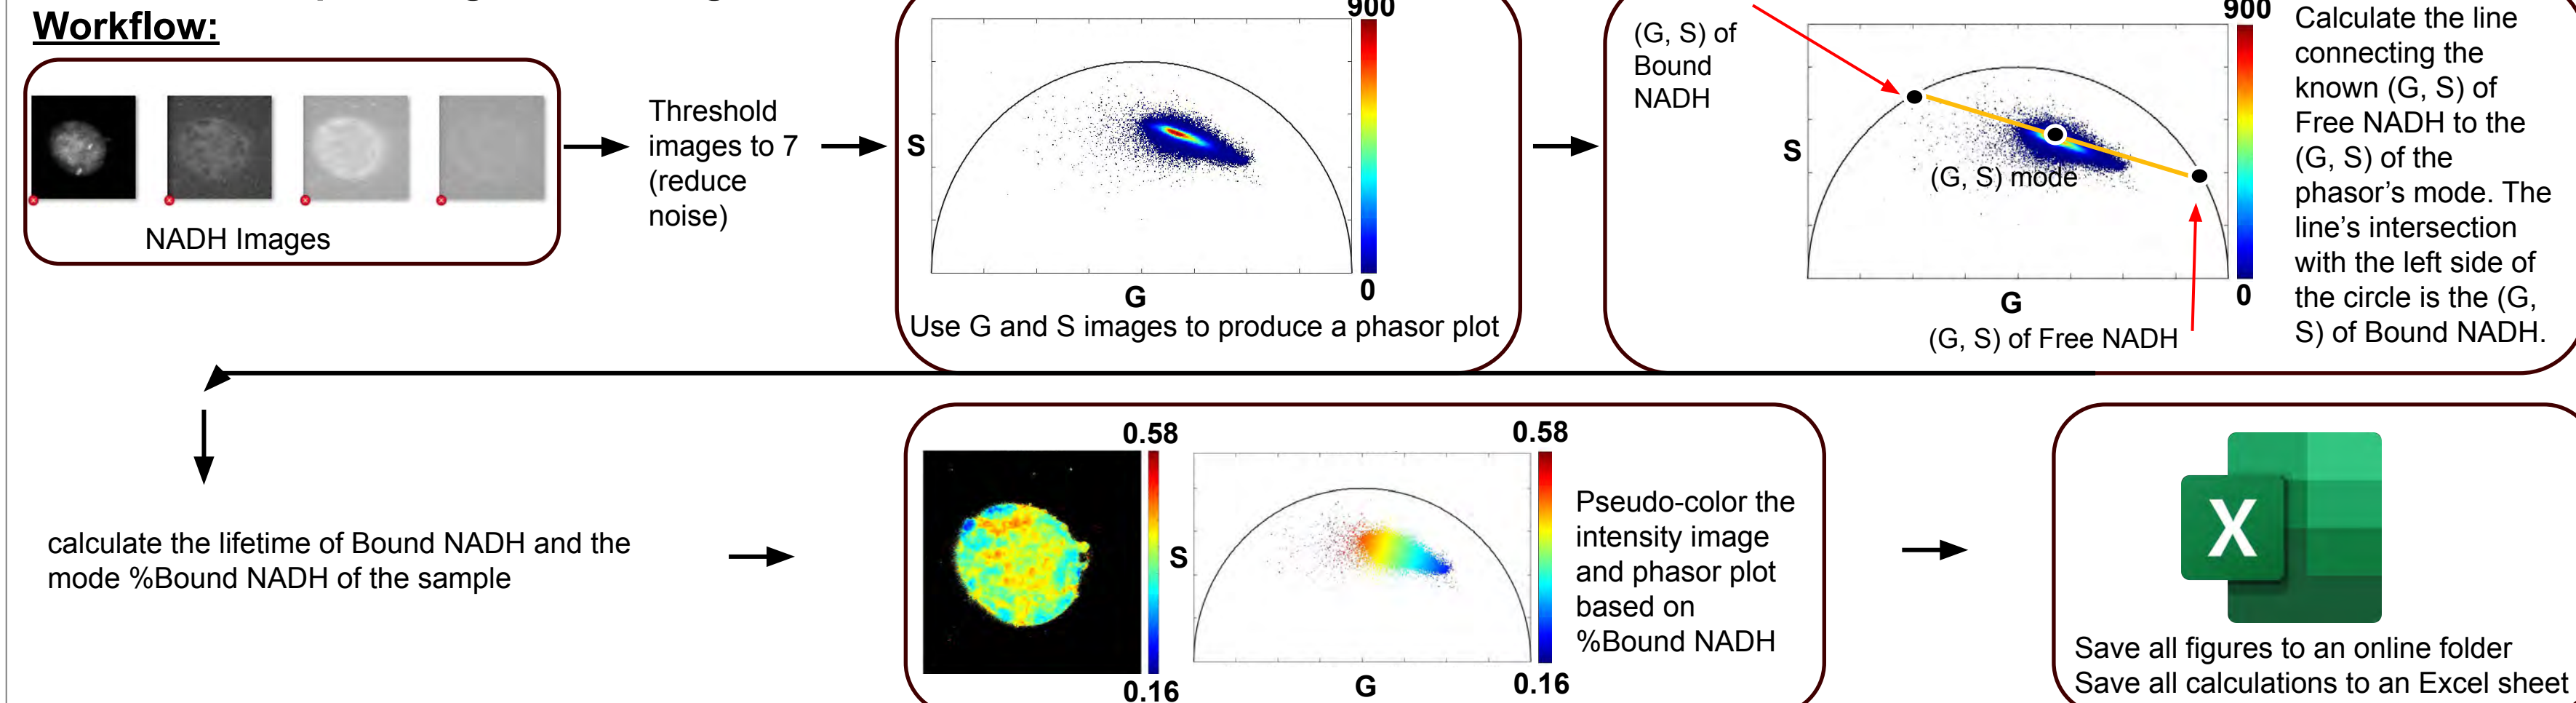 Workflow:
NADH Images
Threshold
images to 7
(reduce
noise)
900
S
0
G
Use G and S images to produce a phasor plot
(G, S) of
Bound
NADH
900
S
(G, S) mode
0
G
(G, S) of Free NADH
Calculate the line
connecting the
known (G, S) of
Free NADH to the
(G, S) of the
phasor’s mode. The
line’s intersection
with the left side of
the circle is the (G,
S) of Bound NADH.
calculate the lifetime of Bound NADH and the
mode %Bound NADH of the sample
0.58
0.16
0.58
S
G
0.16
Pseudo-color the
intensity image
and phasor plot
based on
%Bound NADH
X
Save all figures to an online folder
Save all calculations to an Excel sheet